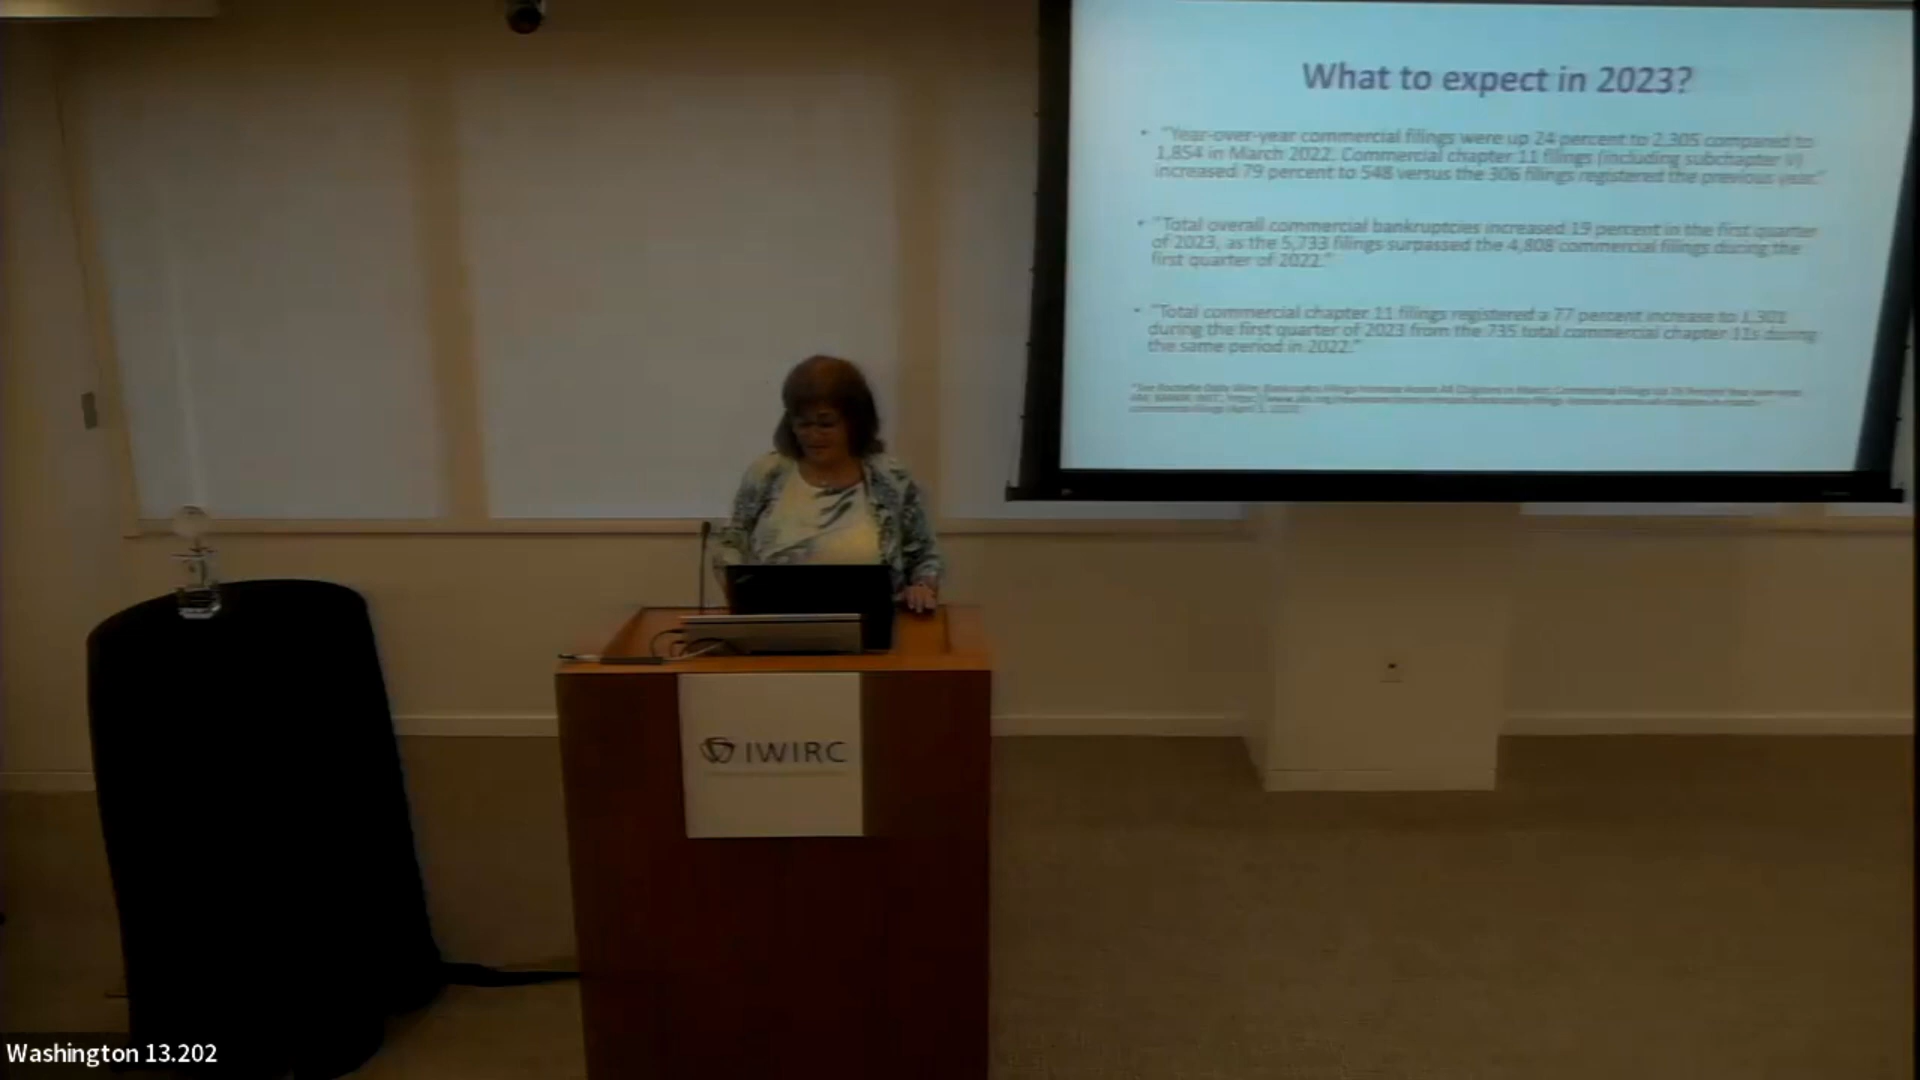 What to expect in 2023?
• "Year-over-year commercial filings were up 24 percent to 2,305 compared to
1,854 in March 2022. Commercial chapter 11 filings (including subchapter V)
increased 79 percent to 548 versus the 306 filings registered the previous year."
• "Total overall commercial bankruptcies increased 19 percent in the first quarter
of 2023, as the 5,733 filings surpassed the 4,808 commercial filings during the
first quarter of 2022."
• "Total commercial chapter 11 filings registered a 77 percent increase to 1,301
during the first quarter of 2023 from the 735 total commercial chapter 11s during
the same period in 2022."
IWIRC
Washington 13.202